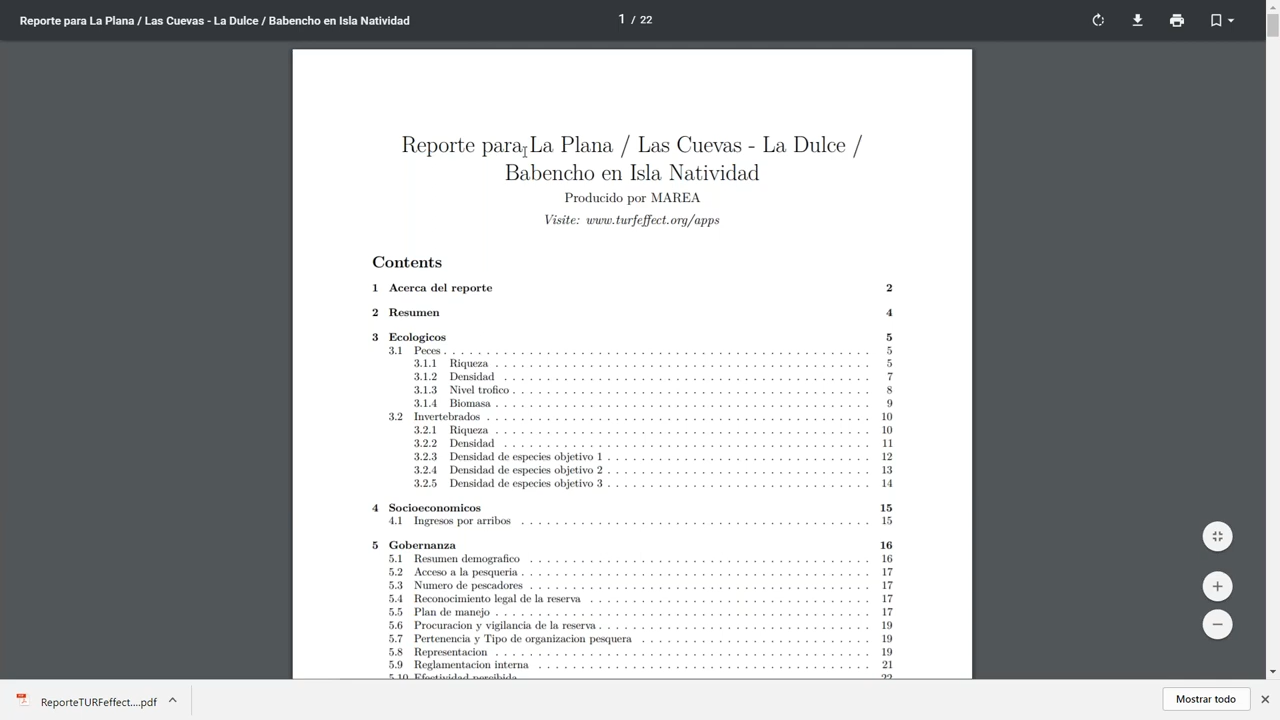 Reporte para La Plana / Las Cuevas - La Dulce / Babencho en Isla Natividad
1 / 22
Reporte para La Plana / Las Cuevas - La Dulce /
Babencho en Isla Natividad
Producido por MAREA
Visite: www.turfeffect.org/apps
Contents
1 Acerca del reporte 2
2 Resumen 4
3 Ecologicos 5
3.1 Peces . . . . . . . . . . 5
3.1.1 Riqueza . . . . . . . . . . 5
3.1.2 Densidad . . . . . . . . . . 7
3.1.3 Nivel trofico . . . . . . . . . . 8
3.1.4 Biomasa . . . . . . . . . . 9
3.2 Invertebrados . . . . . . . . . . 10
3.2.1 Riqueza . . . . . . . . . . 10
3.2.2 Densidad . . . . . . . . . . 11
3.2.3 Densidad de especies objetivo 1 . . . . . . . . . . 12
3.2.4 Densidad de especies objetivo 2 . . . . . . . . . . 13
3.2.5 Densidad de especies objetivo 3 . . . . . . . . . . 14
4 Socioeconomicos 15
4.1 Ingresos por arribos . . . . . . . . . . 15
5 Gobernanza 16
5.1 Resumen demografico . . . . . . . . . . 16
5.2 Acceso a la pesqueria . . . . . . . . . . 17
5.3 Numero de pescadores . . . . . . . . . . 17
5.4 Reconocimiento legal de la reserva . . . . . . . . . . 17
5.5 Plan de manejo . . . . . . . . . . 17
5.6 Procuracion y vigilancia de la reserva . . . . . . . . . . 19
5.7 Pertenencia y Tipo de organizacion pesquera . . . . . . . . . . 19
5.8 Representacion . . . . . . . . . . 19
5.9 Reglamentacion interna . . . . . . . . . . 21
5.10 Efectividad percibida . . . . . . . . . . 22
ReporteTURFeffect....pdf
Mostrar todo